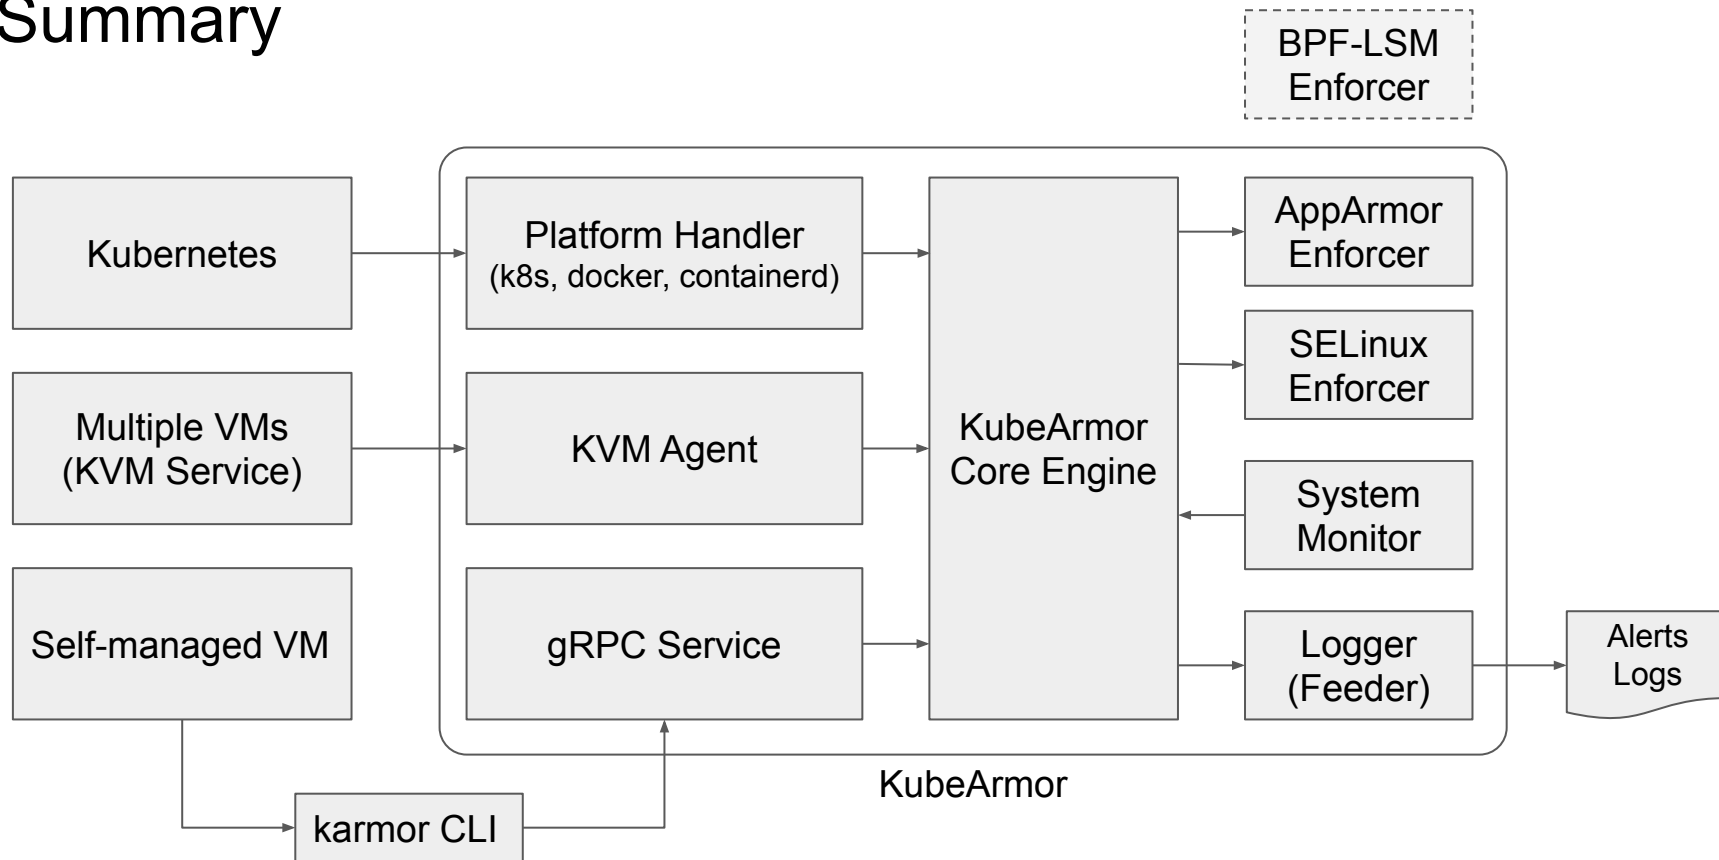 Summary
BPF-LSM
Enforcer
Kubernetes
Platform Handler
(k8s, docker, containerd)
AppArmor
Enforcer
SELinux
Enforcer
Multiple VMs
(KVM Service)
KVM Agent
KubeArmor
Core Engine
System
Monitor
Self-managed VM
gRPC Service
Logger
(Feeder)
Alerts
Logs
KubeArmor
karmor CLI